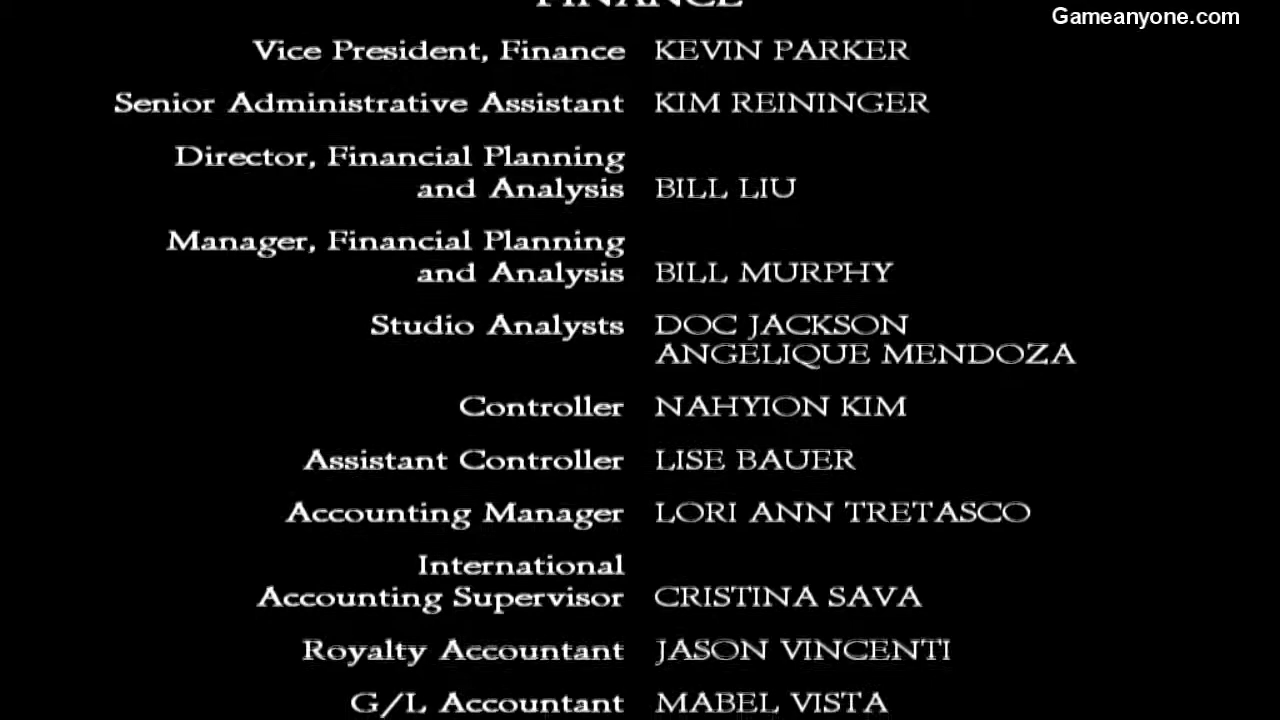 FINANCE
Gameanyone.com
Vice President, Finance KEVIN PARKER
Senior Administrative Assistant KIM REININGER
Director, Financial Planning
and Analysis BILL LIU
Manager, Financial Planning
and Analysis BILL MURPHY
Studio Analysts DOC JACKSON
ANGELIQUE MENDOZA
Controller NAHYION KIM
Assistant Controller LISE BAUER
Accounting Manager LORI ANN TRETASCO
International
Accounting Supervisor CRISTINA SAVA
Royalty Accountant JASON VINCENTI
G/L Accountant MABEL VISTA